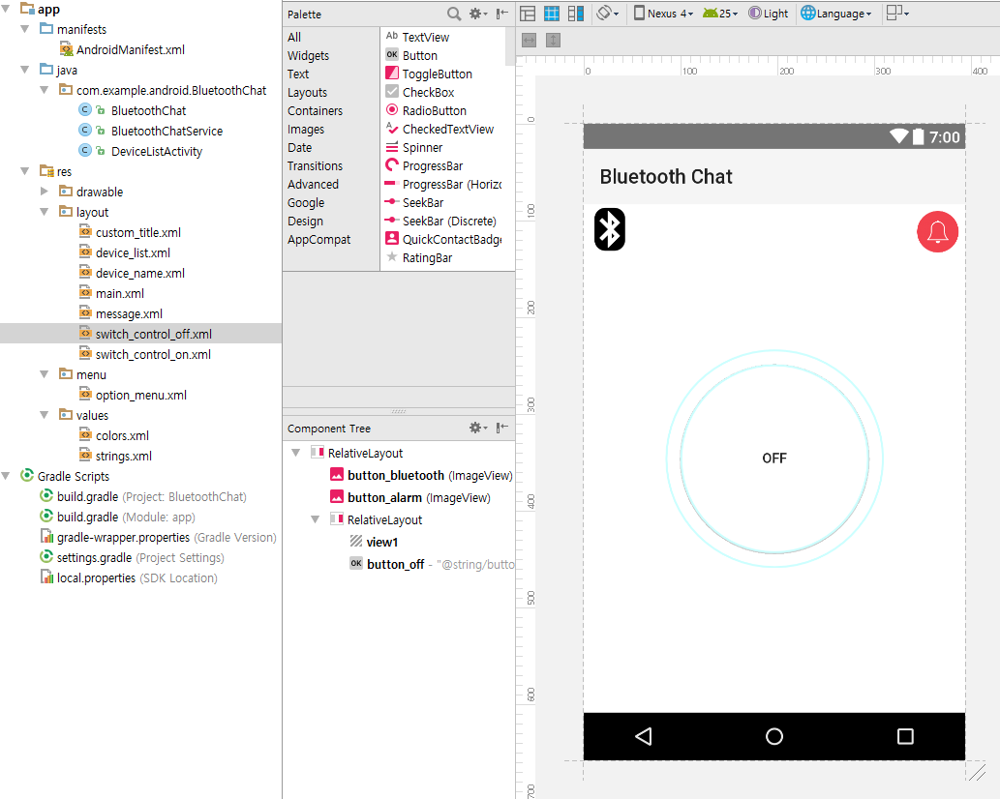 app
manifests
AndroidManifest.xml
java
com.example.android.BluetoothChat
BluetoothChat
BluetoothChatService
DeviceListActivity
res
drawable
layout
custom_title.xml
device_list.xml
device_name.xml
main.xml
message.xml
switch_control_off.xml
switch_control_on.xml
menu
option_menu.xml
values
colors.xml
strings.xml
Gradle Scripts
build.gradle (Project: BluetoothChat)
build.gradle (Module: app)
gradle-wrapper.properties (Gradle Version)
settings.gradle (Project Settings)
local.properties (SDK Location)
Palette
All
Widgets
Text
Layouts
Containers
Images
Date
Transitions
Advanced
Google
Design
AppCompat
Ab TextView
OK Button
ToggleButton
CheckBox
RadioButton
CheckedTextView
Spinner
ProgressBar
ProgressBar (Horizo
SeekBar
SeekBar (Discrete)
QuickContactBadge
RatingBar
Component Tree
RelativeLayout
button_bluetooth (ImageView)
button_alarm (ImageView)
RelativeLayout
view1
OK button_off - "@string/butto
Nexus 4 25 Light Language
0 100 200 300 400
0
100
200
300
400
500
600
700
7:00
Bluetooth Chat
OFF